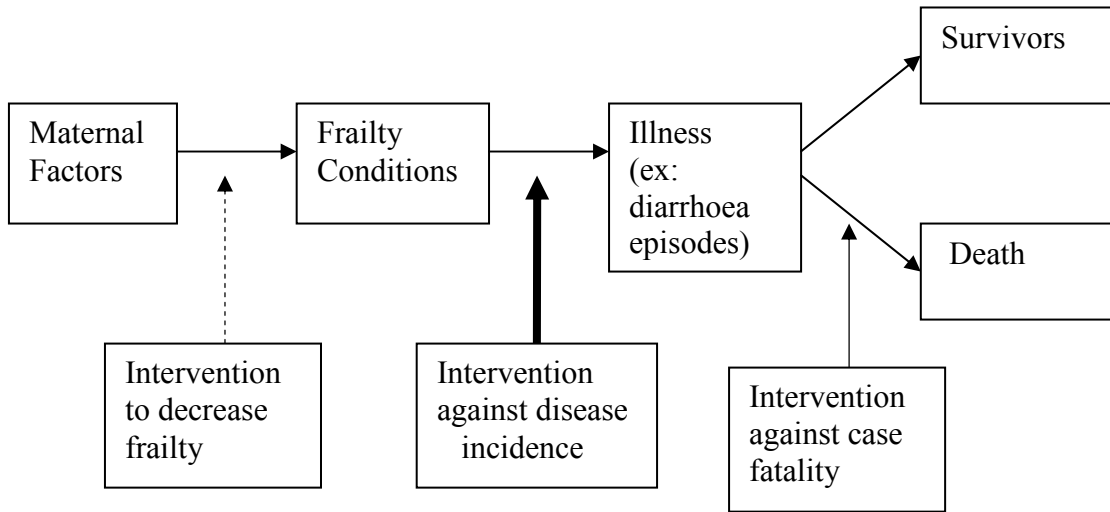 Survivors
Maternal
Factors
Frailty
Conditions
Illness
(ex:
diarrhoea
episodes)
Death
Intervention
to decrease
frailty
Intervention
against disease
incidence
Intervention
against case
fatality